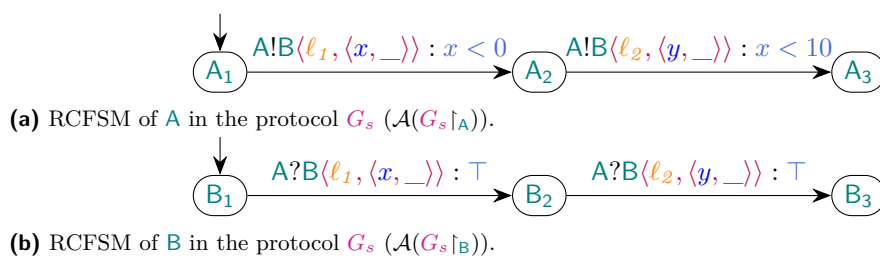 A!B⟨ℓ₁, ⟨x, _⟩⟩ : x < 0 A!B⟨ℓ₂, ⟨y, _⟩⟩ : x < 10
A₁ A₂ A₃
(a) RCFSM of A in the protocol Gₛ (𝒜(Gₛ↾A)).
A?B⟨ℓ₁, ⟨x, _⟩⟩ : ⊤ A?B⟨ℓ₂, ⟨y, _⟩⟩ : ⊤
B₁ B₂ B₃
(b) RCFSM of B in the protocol Gₛ (𝒜(Gₛ↾B)).